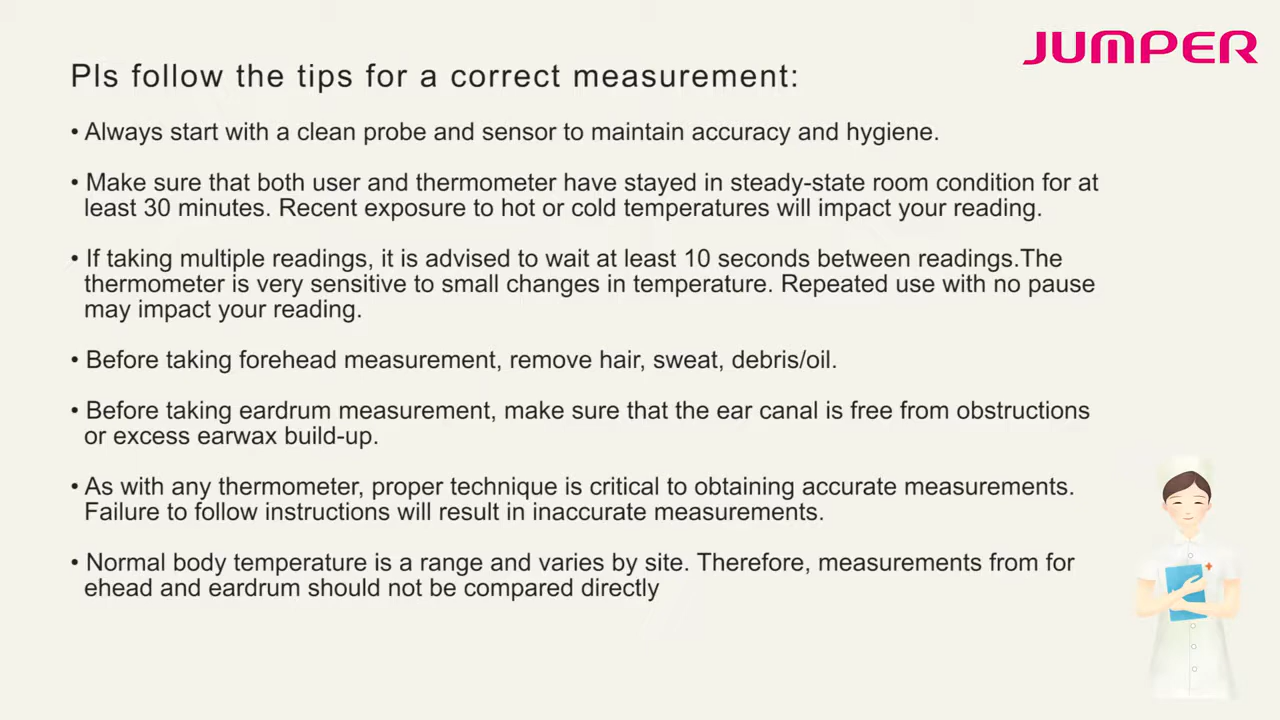 JUMPER
Pls follow the tips for a correct measurement:
• Always start with a clean probe and sensor to maintain accuracy and hygiene.
• Make sure that both user and thermometer have stayed in steady-state room condition for at
least 30 minutes. Recent exposure to hot or cold temperatures will impact your reading.
• If taking multiple readings, it is advised to wait at least 10 seconds between readings.The
thermometer is very sensitive to small changes in temperature. Repeated use with no pause
may impact your reading.
• Before taking forehead measurement, remove hair, sweat, debris/oil.
• Before taking eardrum measurement, make sure that the ear canal is free from obstructions
or excess earwax build-up.
• As with any thermometer, proper technique is critical to obtaining accurate measurements.
Failure to follow instructions will result in inaccurate measurements.
• Normal body temperature is a range and varies by site. Therefore, measurements from for
ehead and eardrum should not be compared directly